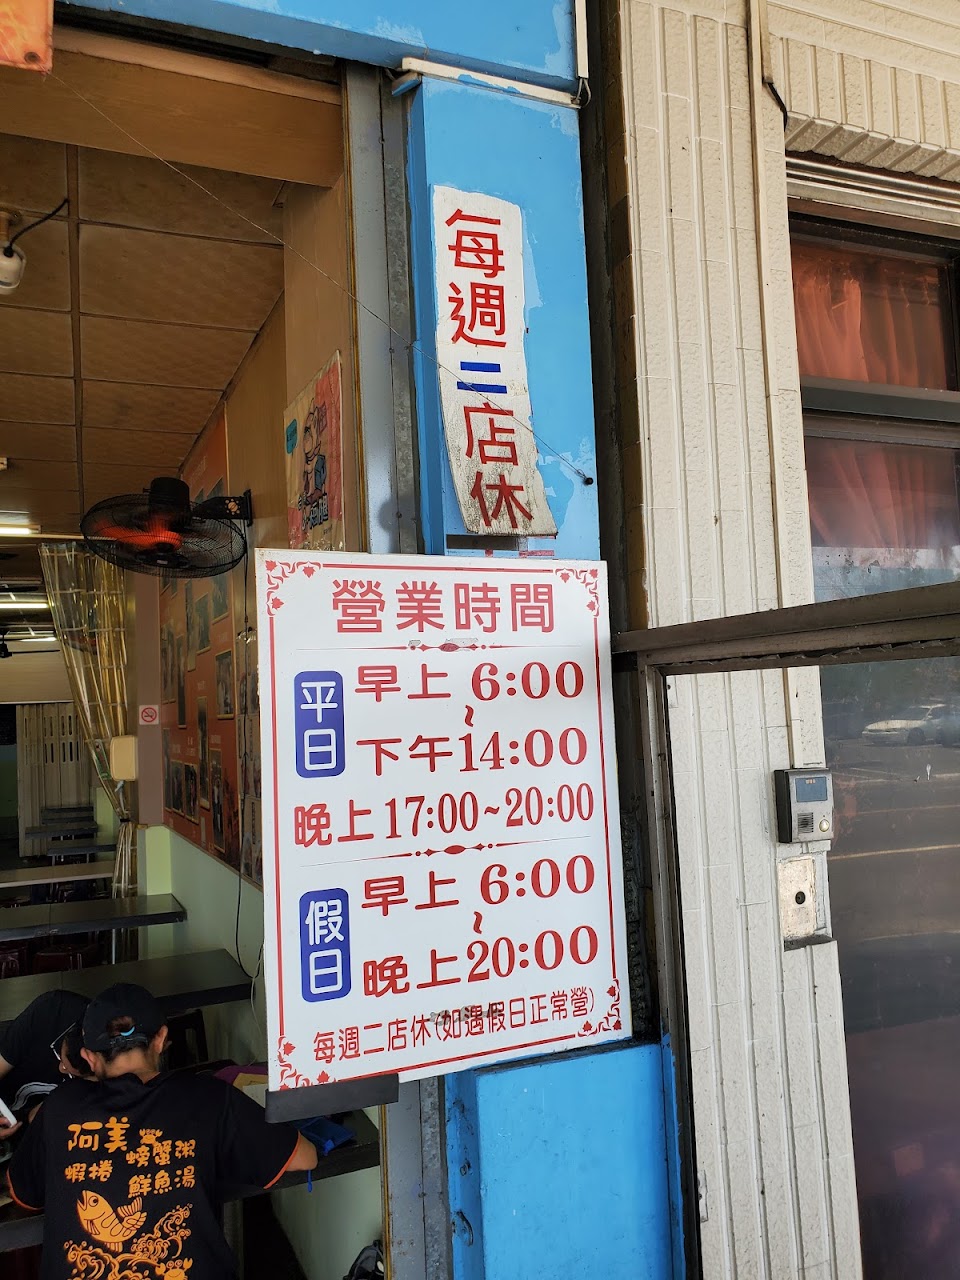 每週二店休
營業時間
平日
早上 6:00
~
下午14:00
晚上 17:00~20:00
假日
早上 6:00
~
晚上20:00
每週二店休(如遇假日正常營)
阿美 螃蟹粥
蝦捲 鮮魚湯